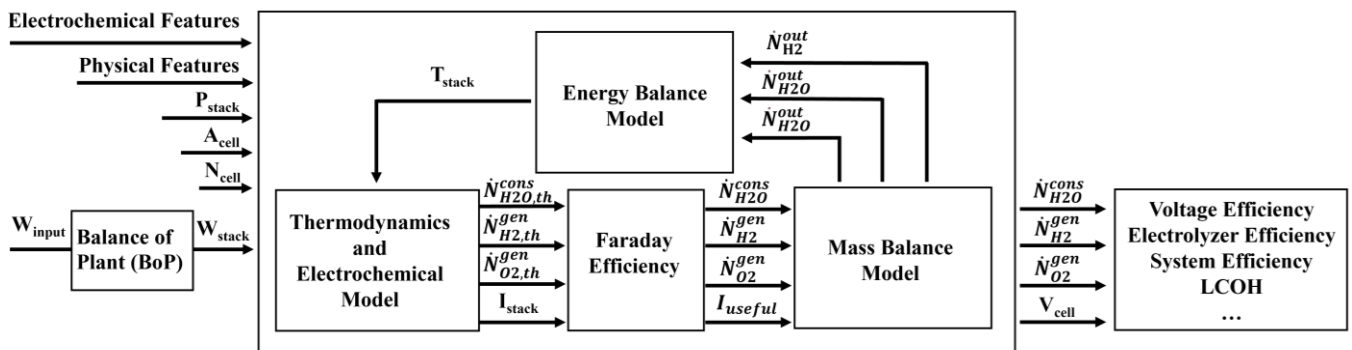 Electrochemical Features
Physical Features
P_stack
A_cell
N_cell
W_input
Balance of
Plant (BoP)
W_stack
T_stack
Energy Balance
Model
Ṅ_H2^out
Ṅ_H2O^out
Ṅ_H2O^out
Thermodynamics
and
Electrochemical
Model
Ṅ_H2O,th^cons
Ṅ_H2,th^gen
Ṅ_O2,th^gen
I_stack
Faraday
Efficiency
Ṅ_H2O^cons
Ṅ_H2^gen
Ṅ_O2^gen
I_useful
Mass Balance
Model
Ṅ_H2O^cons
Ṅ_H2^gen
Ṅ_O2^gen
V_cell
Voltage Efficiency
Electrolyzer Efficiency
System Efficiency
LCOH
…